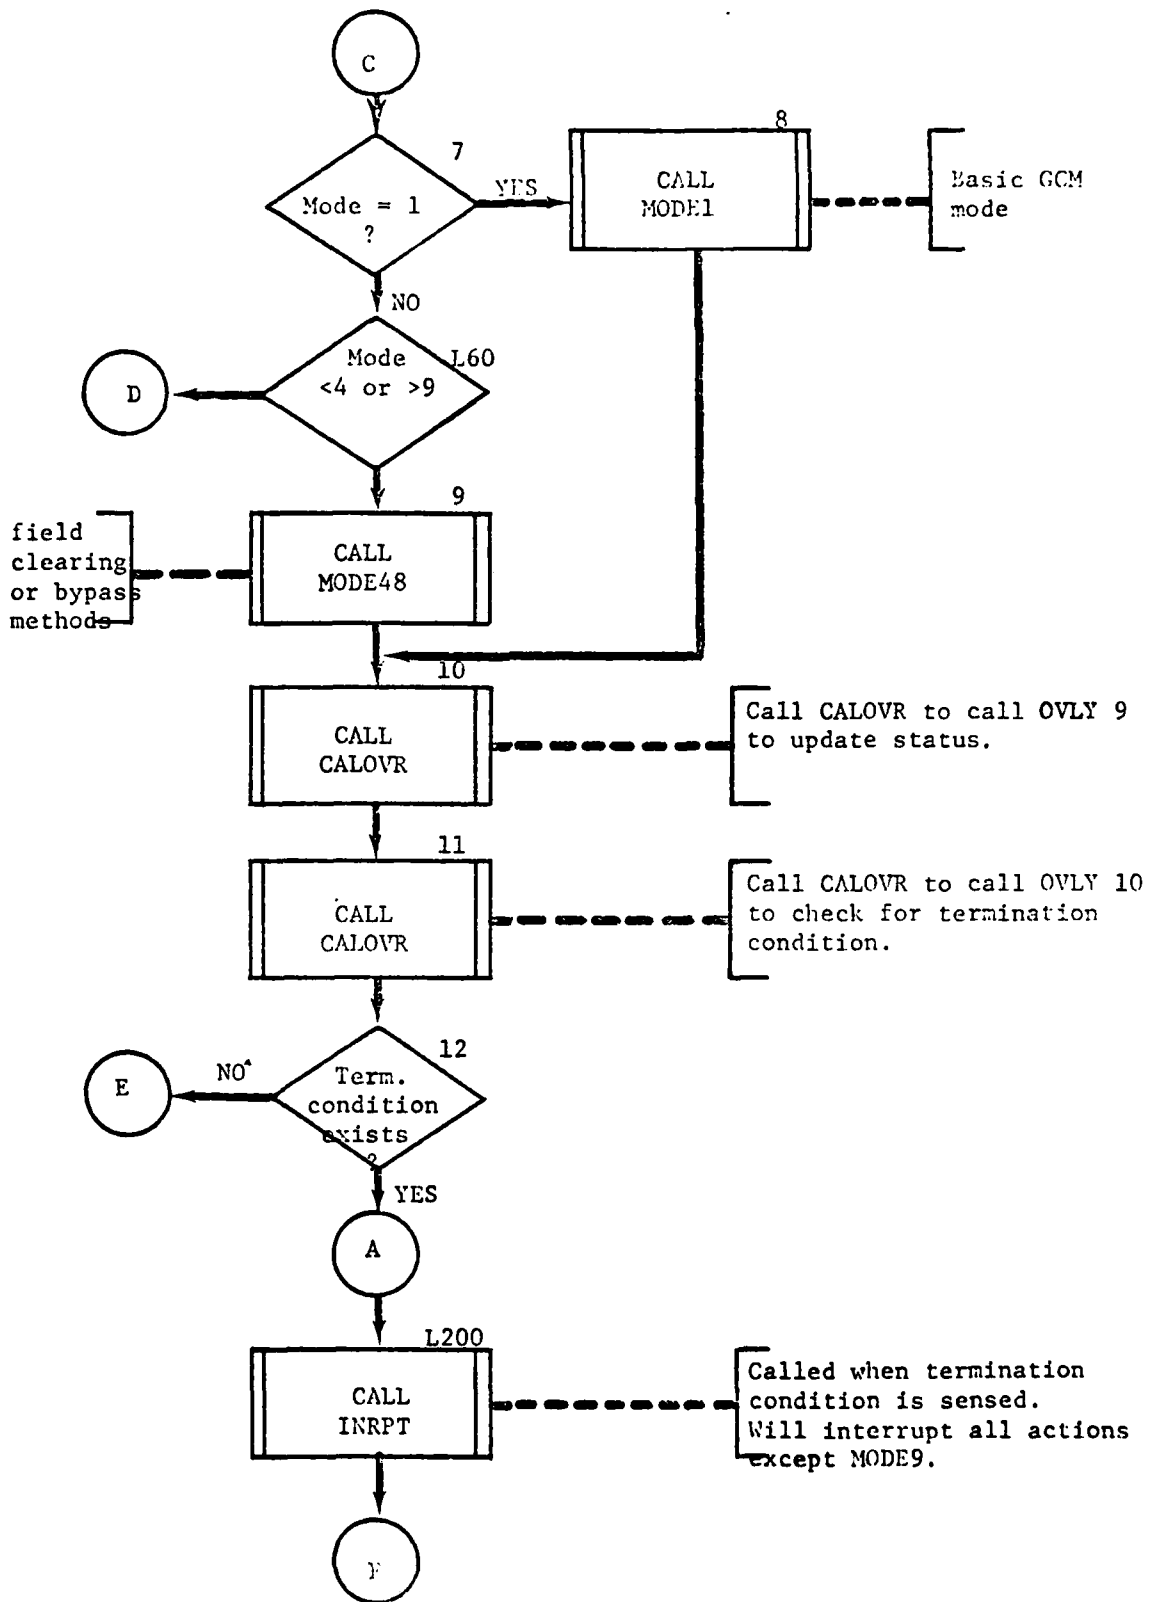 C
7
Mode = 1
?
YES
8
CALL
MODE1
Basic GCM
mode
NO
L60
Mode
<4 or >9
D
9
CALL
MODE48
field
clearing
or bypass
methods
10
CALL
CALOVR
Call CALOVR to call OVLY 9
to update status.
11
CALL
CALOVR
Call CALOVR to call OVLY 10
to check for termination
condition.
12
Term.
condition
exists
?
NO
E
YES
A
L200
CALL
INRPT
Called when termination
condition is sensed.
Will interrupt all actions
except MODE9.
F